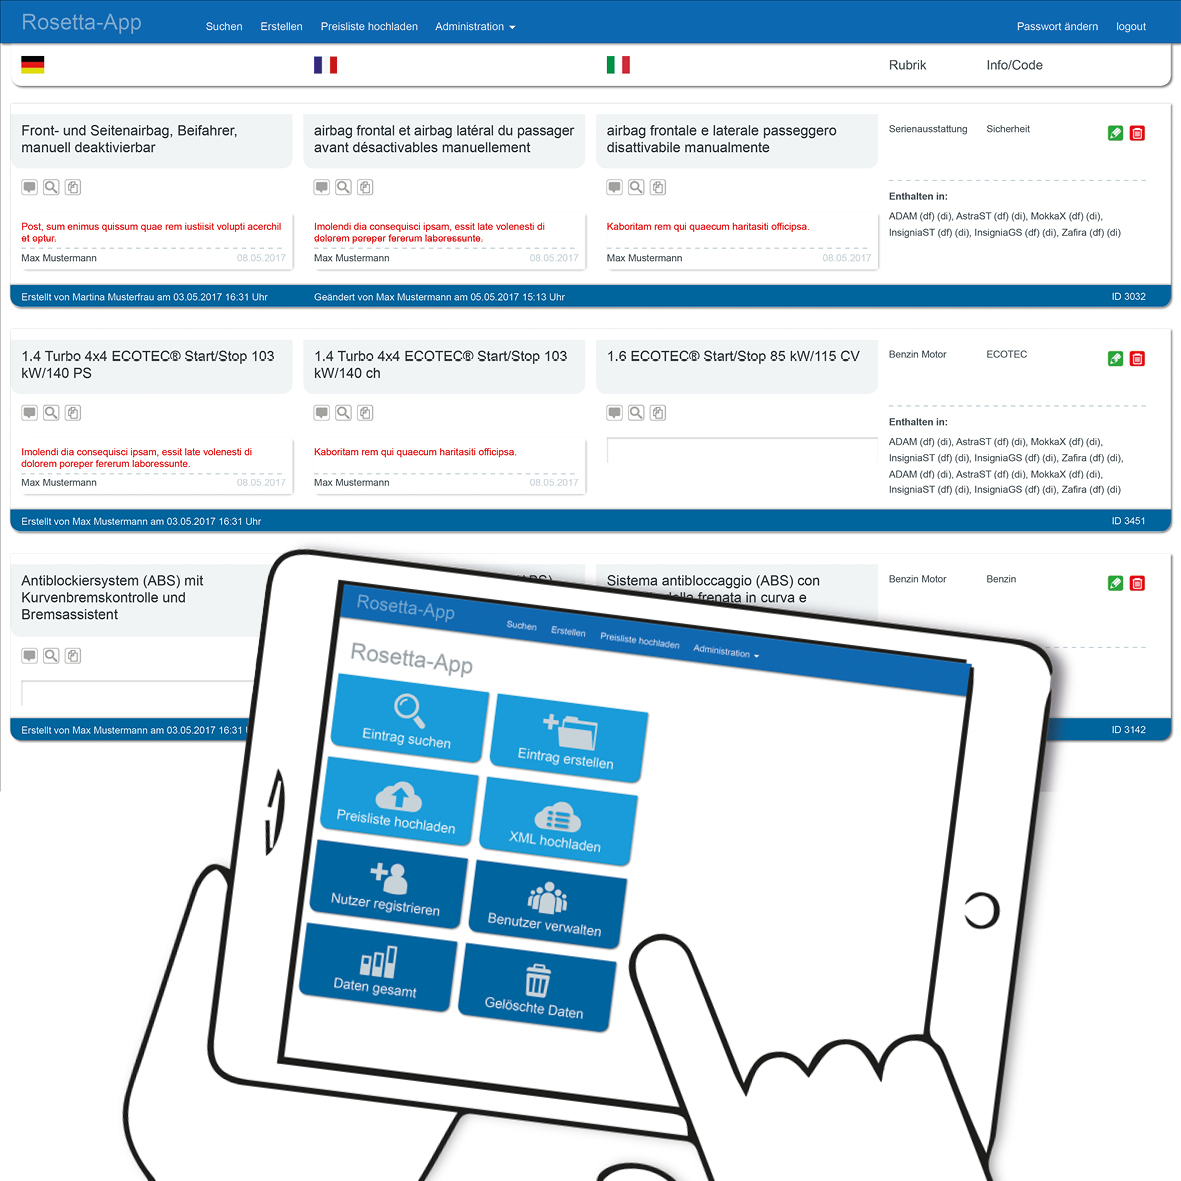 Rosetta-App Suchen Erstellen Preisliste hochladen Administration Passwort ändern logout
Rubrik Info/Code
Front- und Seitenairbag, Beifahrer,
manuell deaktivierbar
airbag frontal et airbag latéral du passager
avant désactivables manuellement
airbag frontale e laterale passeggero
disattivabile manualmente
Serienausstattung Sicherheit
Enthalten in:
ADAM (df) (di), AstraST (df) (di), MokkaX (df) (di),
InsigniaST (df) (di), InsigniaGS (df) (di), Zafira (df) (di)
Post, sum enimus quissum quae rem iustiisit volupti acerchil
et optur.
Max Mustermann 08.05.2017
Imolendi dia consequisci ipsam, essit late volenesti di
dolorem poreper fererum laboressunte.
Max Mustermann 08.05.2017
Kaboritam rem qui quaecum haritasiti officipsa.
Max Mustermann 08.05.2017
Erstellt von Martina Musterfrau am 03.05.2017 16:31 Uhr Geändert von Max Mustermann am 05.05.2017 15:13 Uhr ID 3032
1.4 Turbo 4x4 ECOTEC® Start/Stop 103
kW/140 PS
1.4 Turbo 4x4 ECOTEC® Start/Stop 103
kW/140 ch
1.6 ECOTEC® Start/Stop 85 kW/115 CV
Benzin Motor ECOTEC
Enthalten in:
ADAM (df) (di), AstraST (df) (di), MokkaX (df) (di),
InsigniaST (df) (di), InsigniaGS (df) (di), Zafira (df) (di),
ADAM (df) (di), AstraST (df) (di), MokkaX (df) (di),
InsigniaST (df) (di), InsigniaGS (df) (di), Zafira (df) (di)
Imolendi dia consequisci ipsam, essit late volenesti di
dolorem poreper fererum laboressunte.
Max Mustermann 08.05.2017
Kaboritam rem qui quaecum haritasiti officipsa.
Max Mustermann 08.05.2017
Erstellt von Max Mustermann am 03.05.2017 16:31 Uhr ID 3451
Antiblockiersystem (ABS) mit
Kurvenbremskontrolle und
Bremsassistent
Sistema antibloccaggio (ABS) con
della frenata in curva e
Benzin Motor Benzin
Erstellt von Max Mustermann am 03.05.2017 16:31 ID 3142
Rosetta-App Suchen Erstellen Preisliste hochladen Administration
Rosetta-App
Eintrag suchen
Eintrag erstellen
Preisliste hochladen
XML hochladen
Nutzer registrieren
Benutzer verwalten
Daten gesamt
Gelöschte Daten